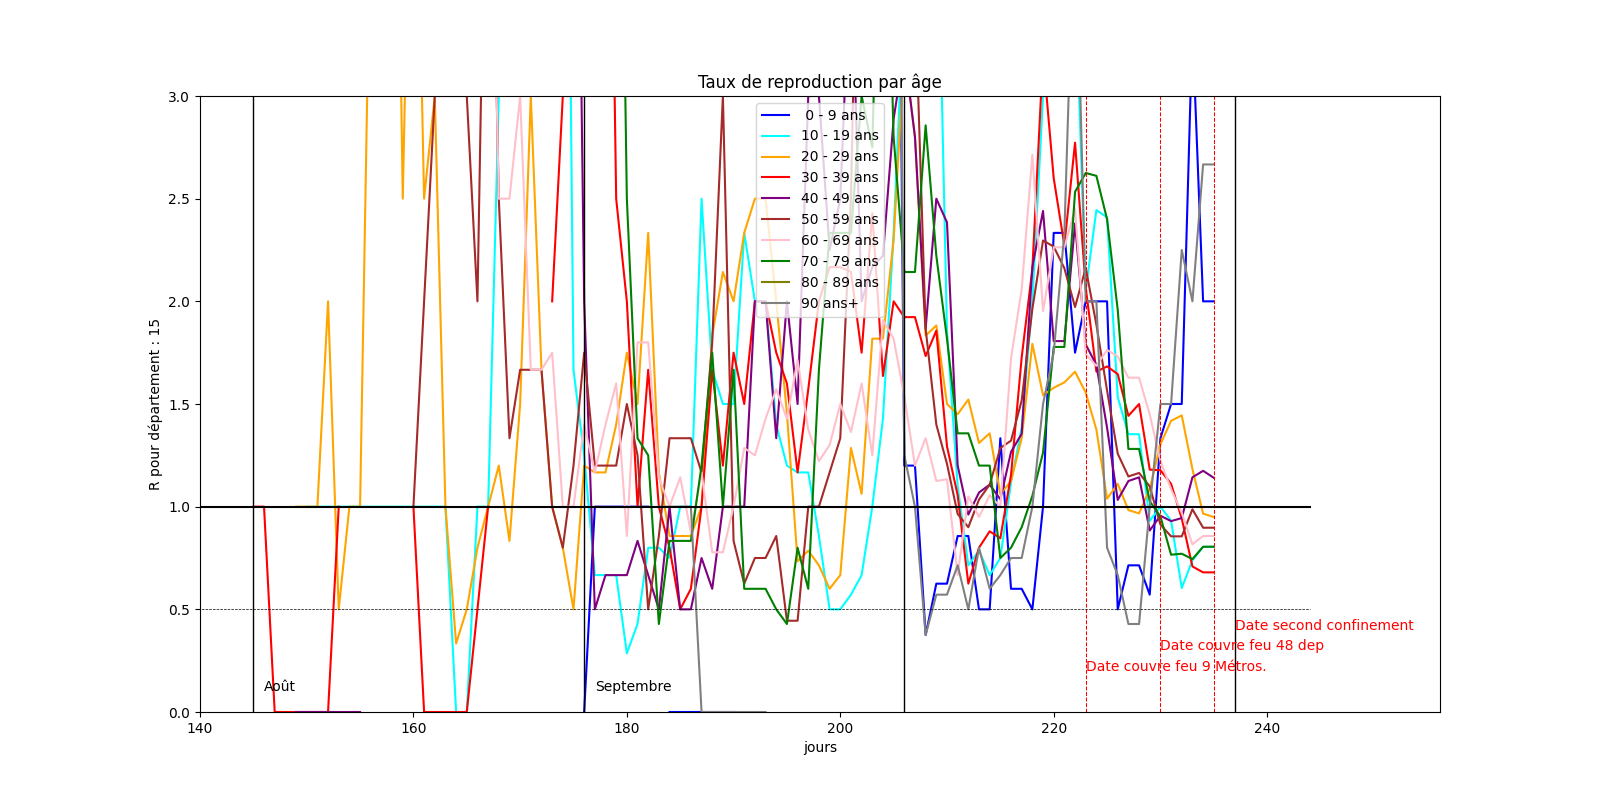 Taux de reproduction par âge
3.0
2.5
2.0
1.5
1.0
0.5
0.0
R pour département : 15
0 - 9 ans
10 - 19 ans
20 - 29 ans
30 - 39 ans
40 - 49 ans
50 - 59 ans
60 - 69 ans
70 - 79 ans
80 - 89 ans
90 ans+
Date second confinement
Date couvre feu 48 dep
Date couvre feu 9 Métros.
Août
Septembre
140
160
180
200
220
240
jours